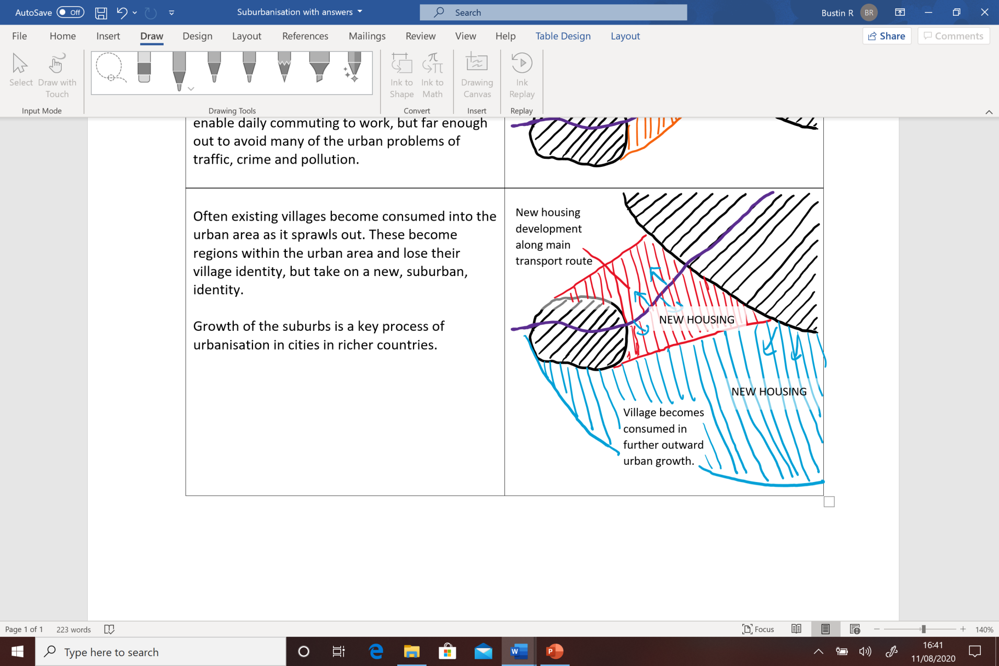 AutoSave Off Suburbanisation with answers Search Bustin R BR
File Home Insert Draw Design Layout References Mailings Review View Help Table Design Layout Share Comments
Select Draw with Touch Ink to Shape Ink to Math Drawing Canvas Ink Replay
Input Mode Drawing Tools Convert Insert Replay
enable daily commuting to work, but far enough
out to avoid many of the urban problems of
traffic, crime and pollution.
Often existing villages become consumed into the
urban area as it sprawls out. These become
regions within the urban area and lose their
village identity, but take on a new, suburban,
identity.
Growth of the suburbs is a key process of
urbanisation in cities in richer countries.
New housing
development
along main
transport route
NEW HOUSING
NEW HOUSING
Village becomes
consumed in
further outward
urban growth.
Page 1 of 1 223 words Focus 140%
Type here to search 16:41
11/08/2020